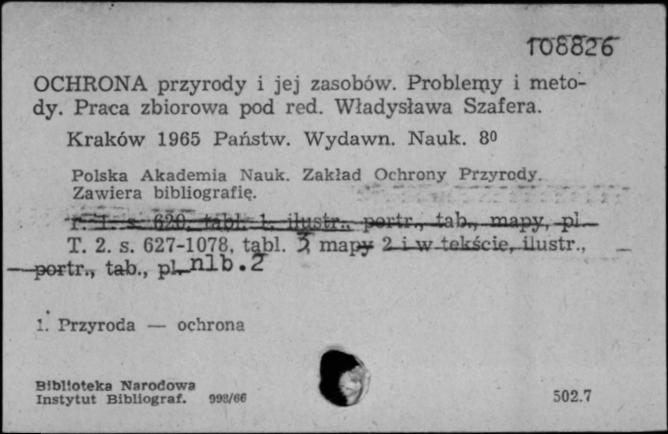 108826
OCHRONA przyrody i jej zasobów. Problemy i meto-
dy. Praca zbiorowa pod red. Władysława Szafera.
Kraków 1965 Państw. Wydawn. Nauk. 8⁰
Polska Akademia Nauk. Zakład Ochrony Przyrody.
Zawiera bibliografię.
T. 1. s. 620, tabl. 1, ilustr., portr., tab., mapy, pl.
T. 2. s. 627-1078, tabl. 3, mapy 2 i w tekście, ilustr.,
portr., tab., pl. nlb.2
1. Przyroda — ochrona
Biblioteka Narodowa
Instytut Bibliograf. 998/66 502.7